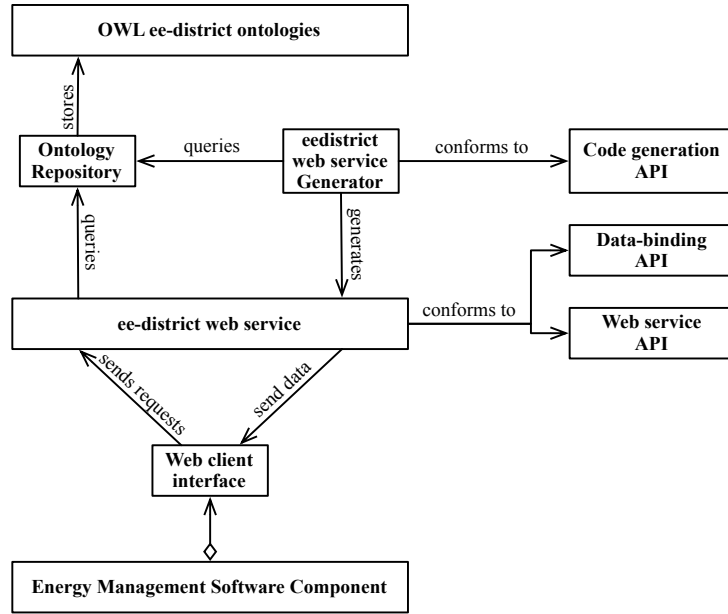 OWL ee-district ontologies
stores
Ontology
Repository
queries
eedistrict
web service
Generator
conforms to
Code generation
API
queries
generates
Data-binding
API
ee-district web service
conforms to
Web service
API
sends requests
send data
Web client
interface
Energy Management Software Component